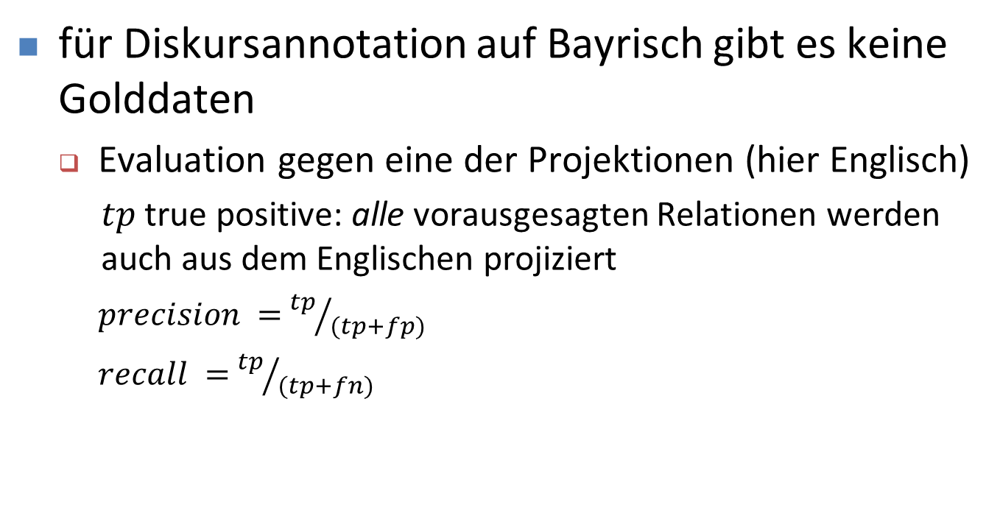 für Diskursannotation auf Bayrisch gibt es keine
Golddaten
Evaluation gegen eine der Projektionen (hier Englisch)
tp true positive: alle vorausgesagten Relationen werden
auch aus dem Englischen projiziert
precision = tp/(tp+fp)
recall = tp/(tp+fn)